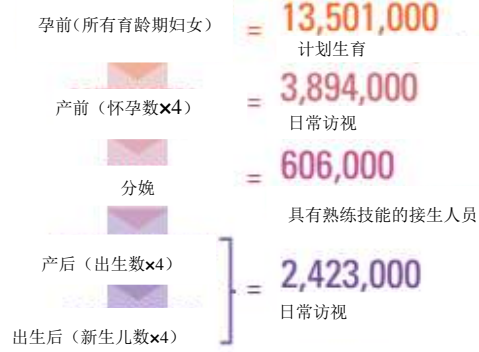 孕前（所有育龄期妇女） = 13,501,000
计划生育
产前（怀孕数×4） = 3,894,000
日常访视
分娩 = 606,000
具有熟练技能的接生人员
产后（出生数×4）
= 2,423,000
日常访视
出生后（新生儿数×4）